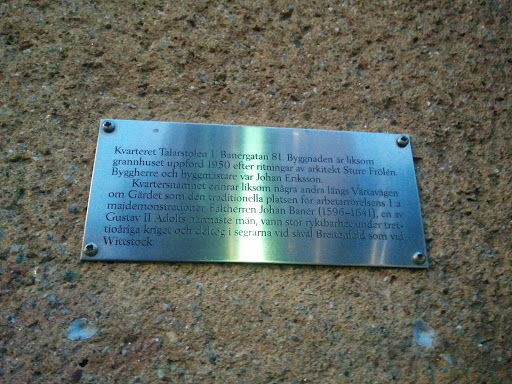 Kvarteret Talarstolen 1, Banérgatan 81. Byggnaden är liksom
grannhuset uppförd 1950 efter ritningar av arkitekt Sture Frölén.
Byggherre och byggmästare var Johan Eriksson.
Kvartersnamnet erinrar liksom några andra längs Värtavägen
om Gärdet som den traditionella platsen för arbetarrörelsens 1:a
majdemonstrationer. Fältherren Johan Banér (1596-1641), en av
Gustav II Adolfs närmaste män, vann stor ryktbarhet under tret-
tioåriga kriget och deltog i segrarna vid såväl Breitenfeld som vid
Wittstock.